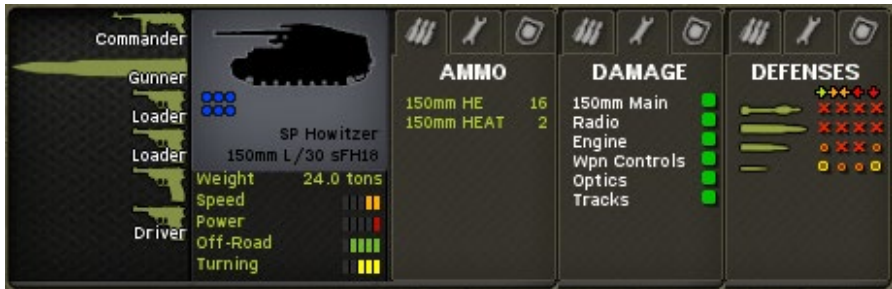 Commander
Gunner
Loader
Loader
Driver
SP Howitzer
150mm L/30 sFH18
Weight 24.0 tons
Speed
Power
Off-Road
Turning
AMMO
150mm HE 16
150mm HEAT 2
DAMAGE
150mm Main
Radio
Engine
Wpn Controls
Optics
Tracks
DEFENSES